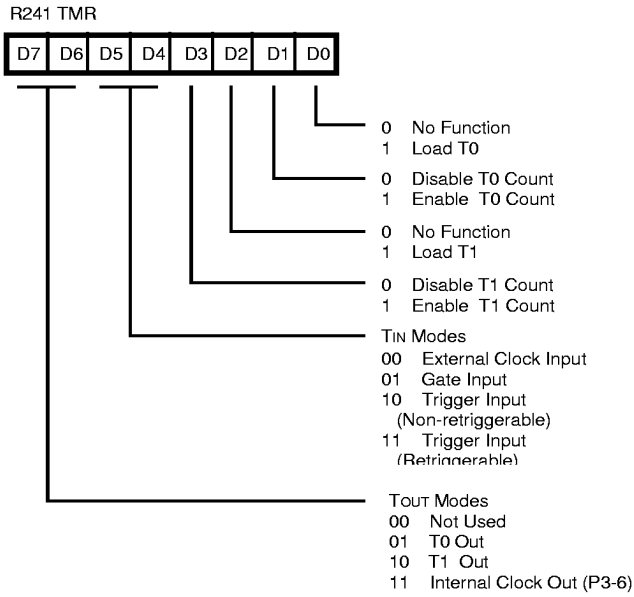 R241 TMR
D7 D6 D5 D4 D3 D2 D1 D0
0 No Function
1 Load T0
0 Disable T0 Count
1 Enable T0 Count
0 No Function
1 Load T1
0 Disable T1 Count
1 Enable T1 Count
TIN Modes
00 External Clock Input
01 Gate Input
10 Trigger Input
(Non-retriggerable)
11 Trigger Input
(Retriggerable)
TOUT Modes
00 Not Used
01 T0 Out
10 T1 Out
11 Internal Clock Out (P3-6)